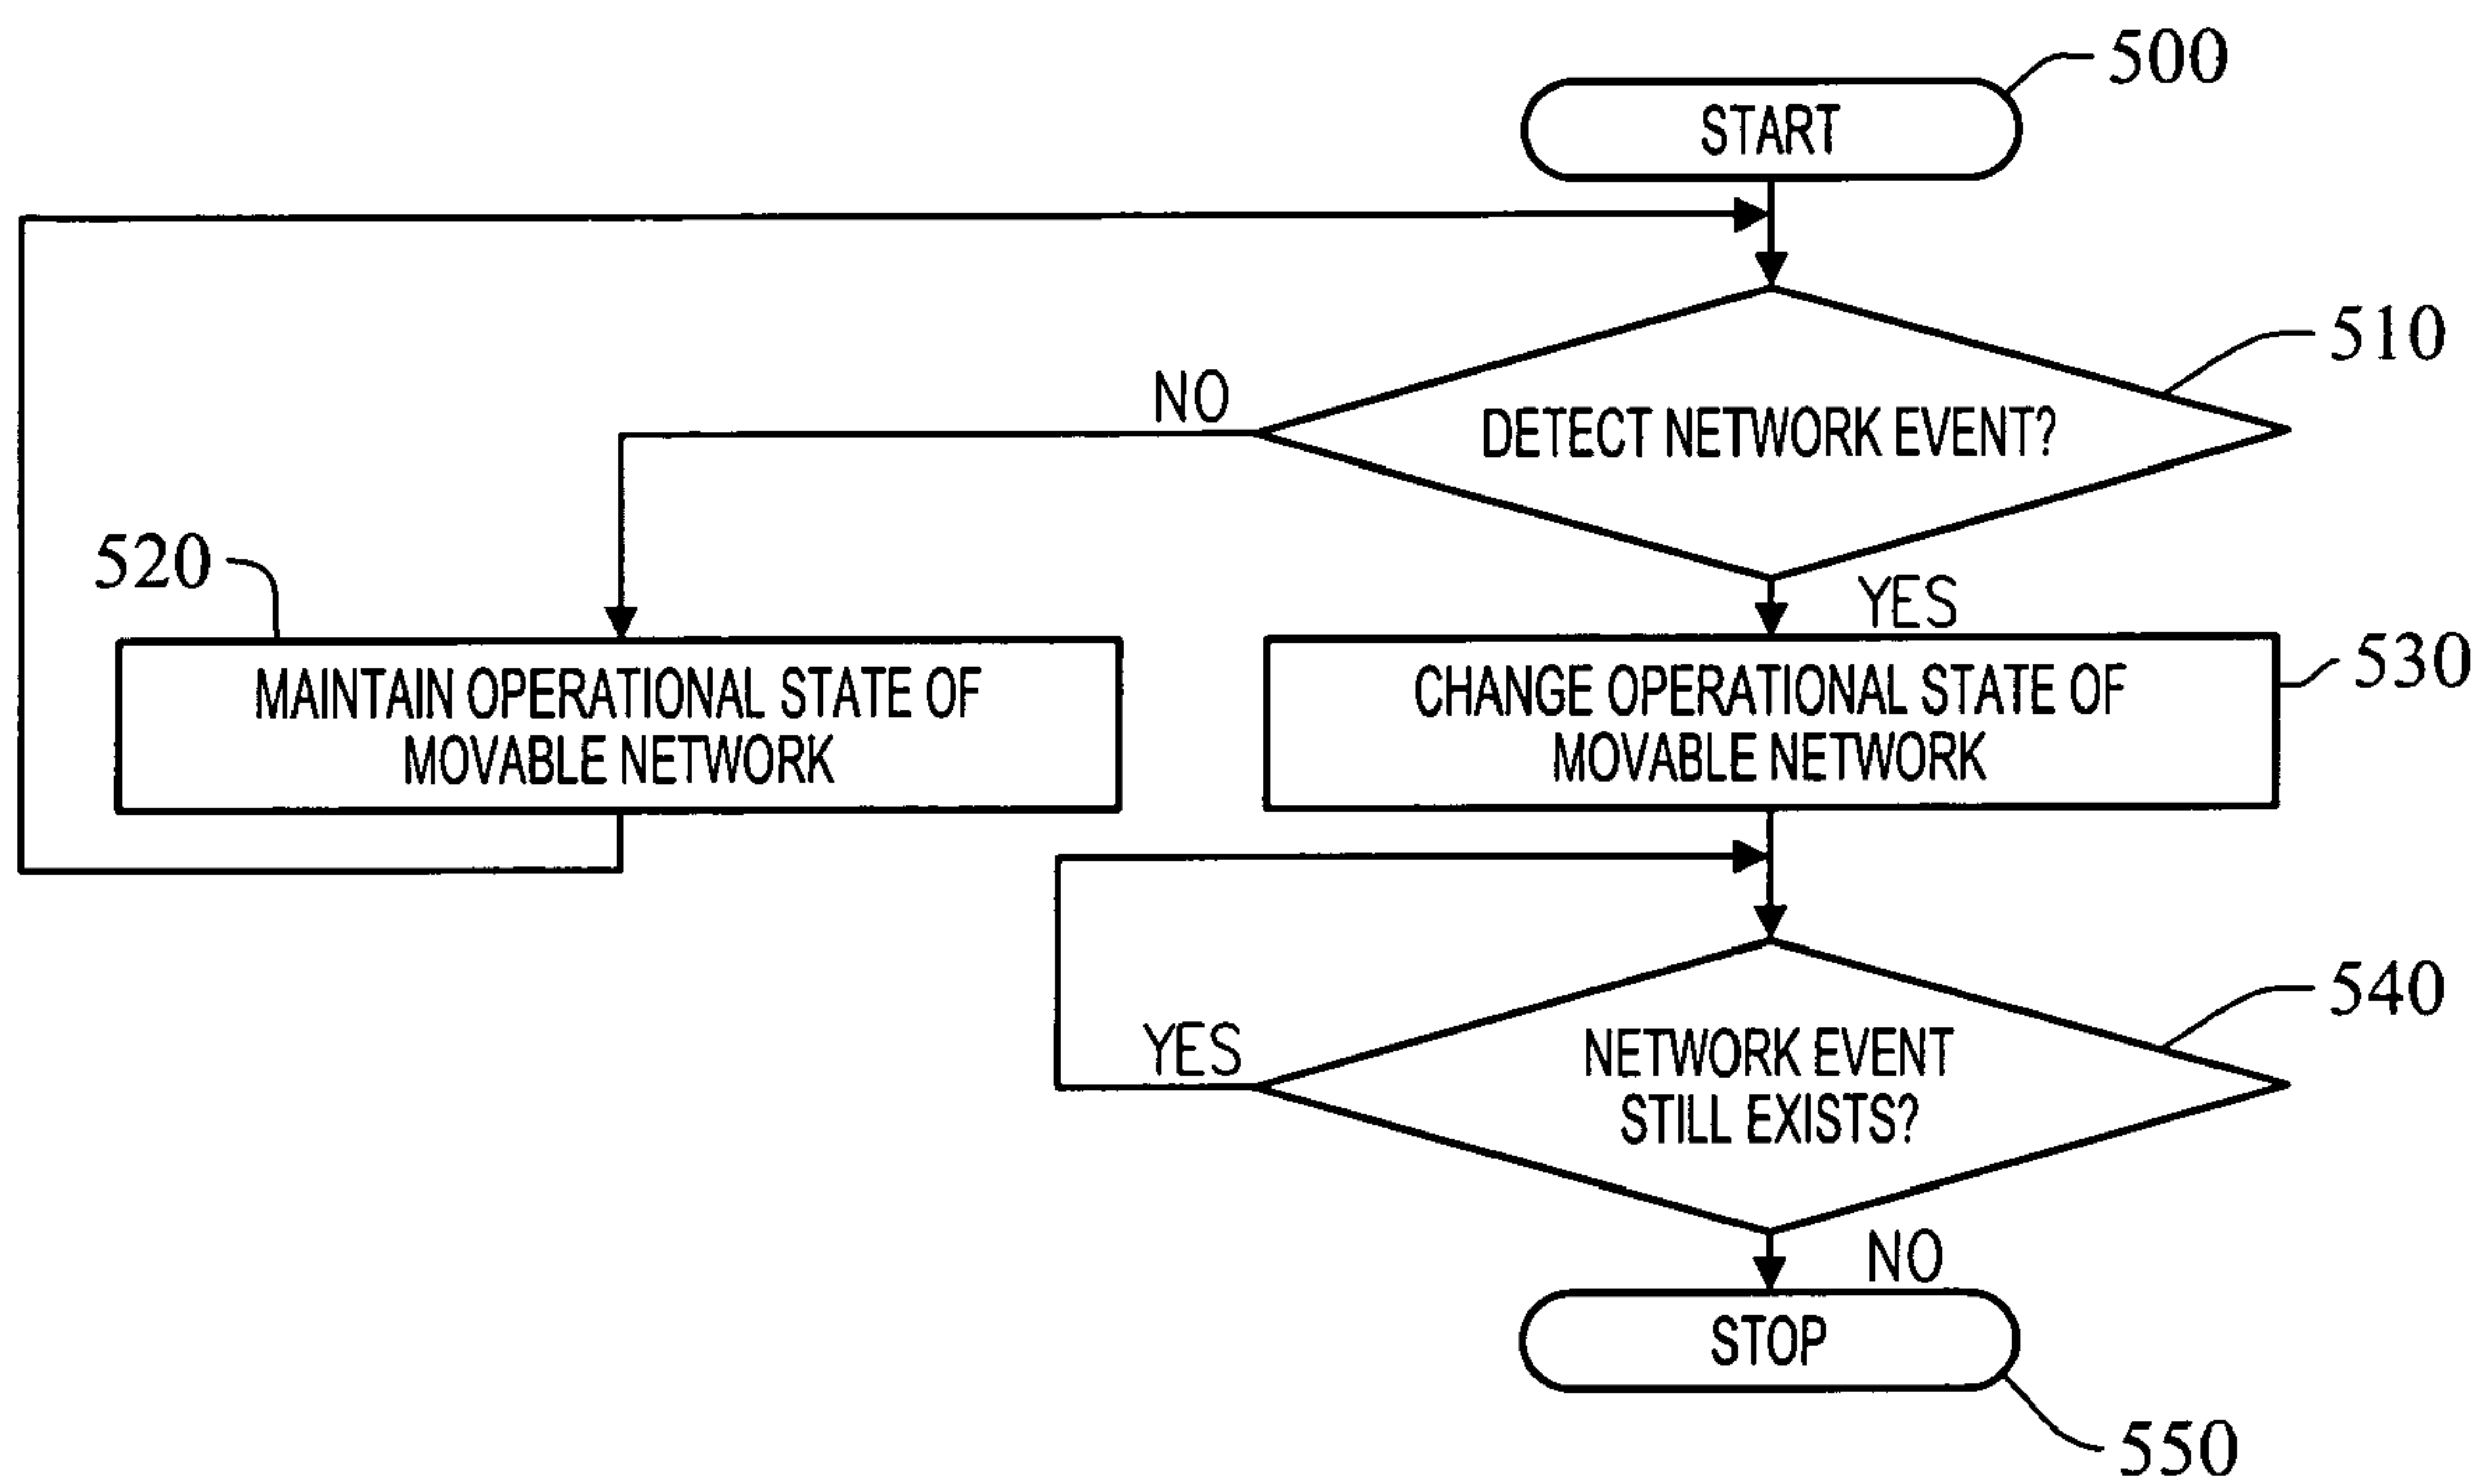 500
START
510
NO
DETECT NETWORK EVENT?
520
YES
530
MAINTAIN OPERATIONAL STATE OF
MOVABLE NETWORK
CHANGE OPERATIONAL STATE OF
MOVABLE NETWORK
540
YES
NETWORK EVENT
STILL EXISTS?
NO
STOP
550